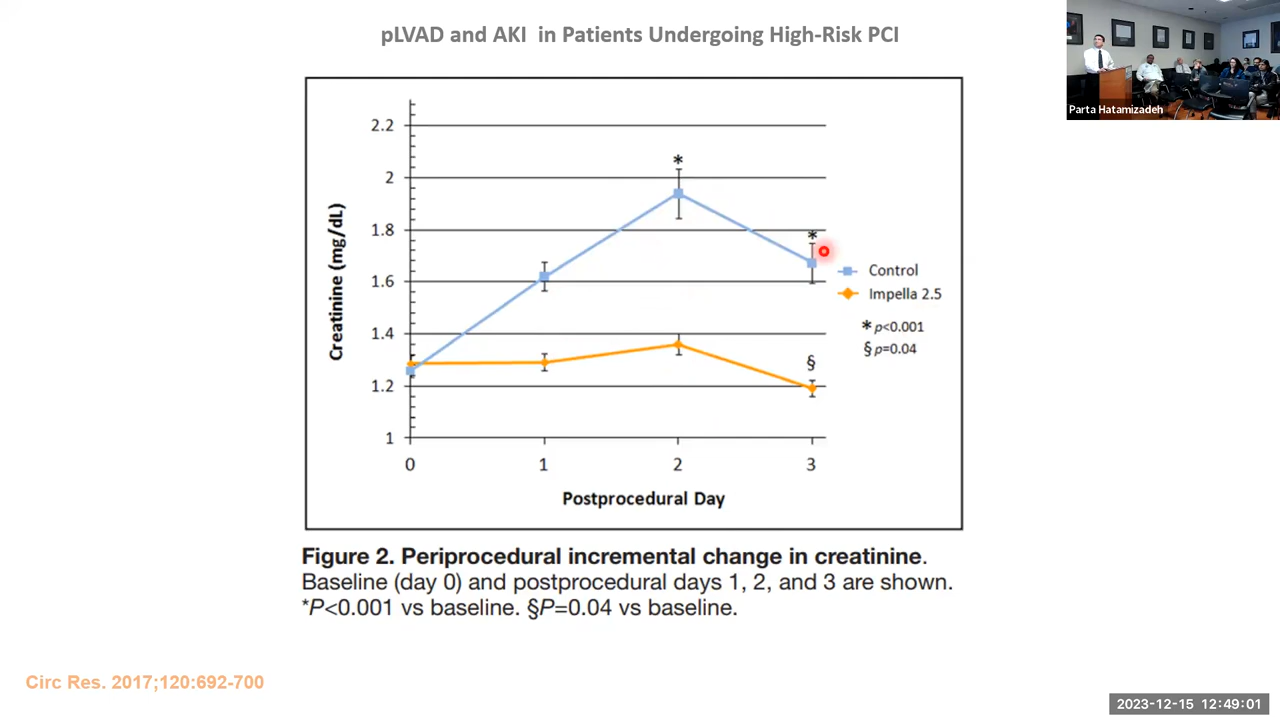 pLVAD and AKI in Patients Undergoing High-Risk PCI
Parta Hatamizadeh
2.2
2
1.8
1.6
1.4
1.2
1
Creatinine (mg/dL)
*
*
§
Control
Impella 2.5
* p<0.001
§ p=0.04
0 1 2 3
Postprocedural Day
Figure 2. Periprocedural incremental change in creatinine.
Baseline (day 0) and postprocedural days 1, 2, and 3 are shown.
*P<0.001 vs baseline. §P=0.04 vs baseline.
Circ Res. 2017;120:692-700
2023-12-15 12:49:01